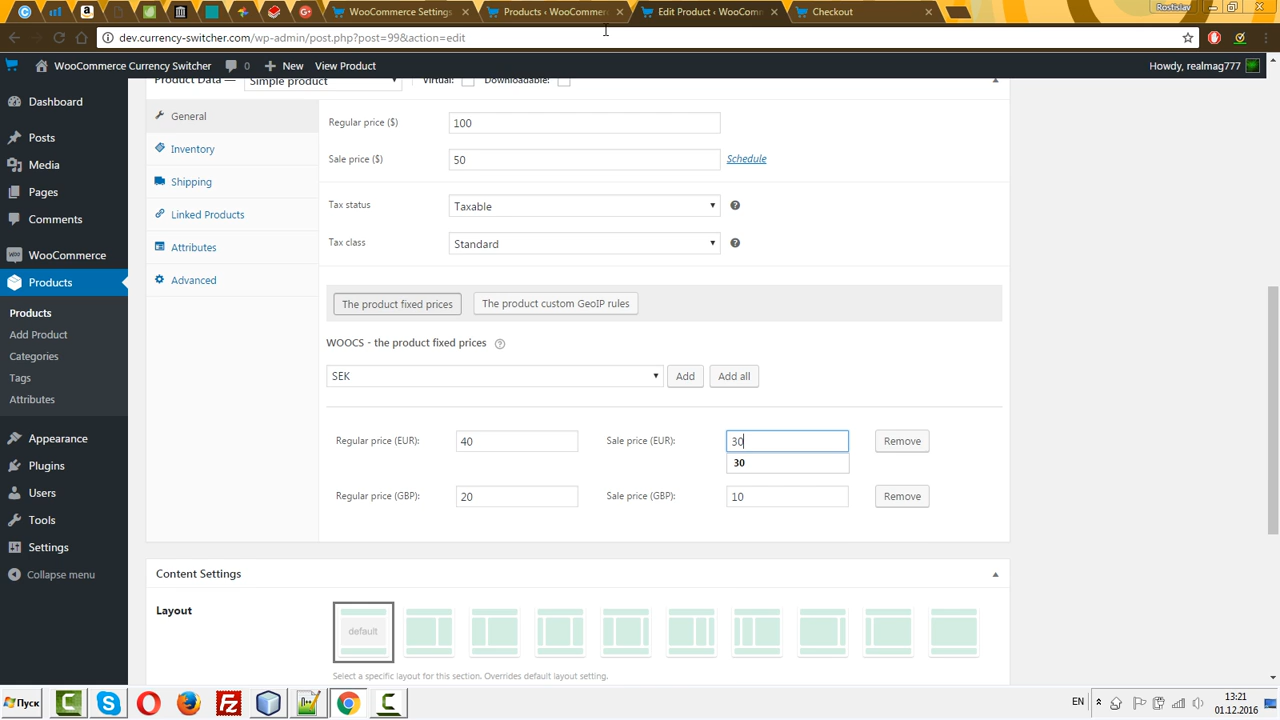 WooCommerce Settings
Products ‹ WooCommer
Edit Product ‹ WooComm
Checkout
Rostislav
dev.currency-switcher.com/wp-admin/post.php?post=99&action=edit
WooCommerce Currency Switcher
0
New
View Product
Howdy, realmag777
Dashboard
Posts
Media
Pages
Comments
WooCommerce
Products
Products
Add Product
Categories
Tags
Attributes
Appearance
Plugins
Users
Tools
Settings
Collapse menu
Product Data — Simple product Virtual: Downloadable:
General
Inventory
Shipping
Linked Products
Attributes
Advanced
Regular price ($) 100
Sale price ($) 50 Schedule
Tax status Taxable
Tax class Standard
The product fixed prices The product custom GeoIP rules
WOOCS - the product fixed prices
SEK Add Add all
Regular price (EUR): 40 Sale price (EUR): 30 Remove
30
Regular price (GBP): 20 Sale price (GBP): 10 Remove
Content Settings
Layout
default
Select a specific layout for this section. Overrides default layout setting.
Пуск
EN
13:21
01.12.2016